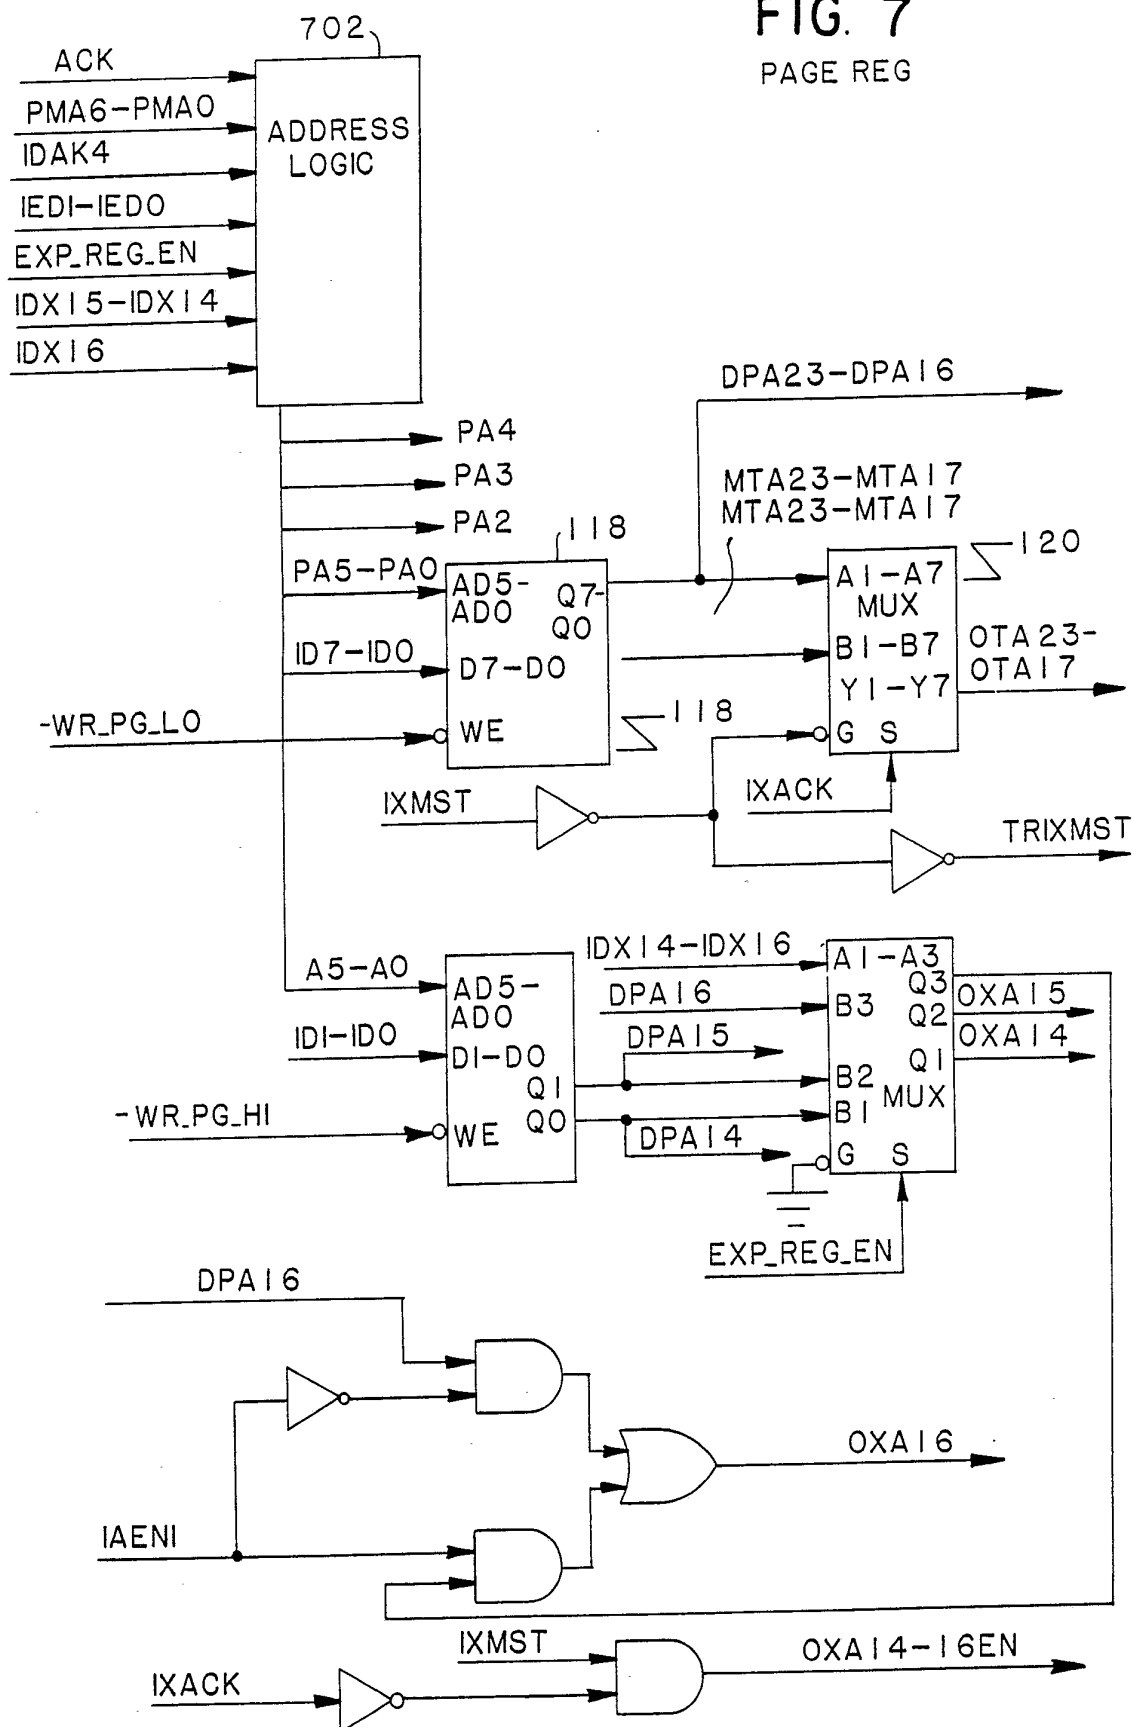 FIG. 7
PAGE REG
702
ACK
PMA6-PMA0
IDAK4
IED1-IED0
EXP_REG_EN
IDX15-IDX14
IDX16
ADDRESS
LOGIC
PA4
PA3
PA2
PA5-PA0
ID7-ID0
-WR_PG_LO
118
AD5-
AD0
Q7-
Q0
D7-D0
WE
118
DPA23-DPA16
MTA23-MTA17
MTA23-MTA17
120
A1-A7
MUX
B1-B7
Y1-Y7
G S
OTA23-
OTA17
IXMST
IXACK
TRIXMST
A5-A0
ID1-ID0
-WR_PG_HI
AD5-
AD0
D1-D0
Q1
Q0
WE
IDX14-IDX16
DPA16
DPA15
DPA14
A1-A3
Q3
B3
Q2
Q1
B2
MUX
B1
G S
OXA15
OXA14
EXP_REG_EN
DPA16
IAEN1
OXA16
IXMST
IXACK
OXA14-16EN